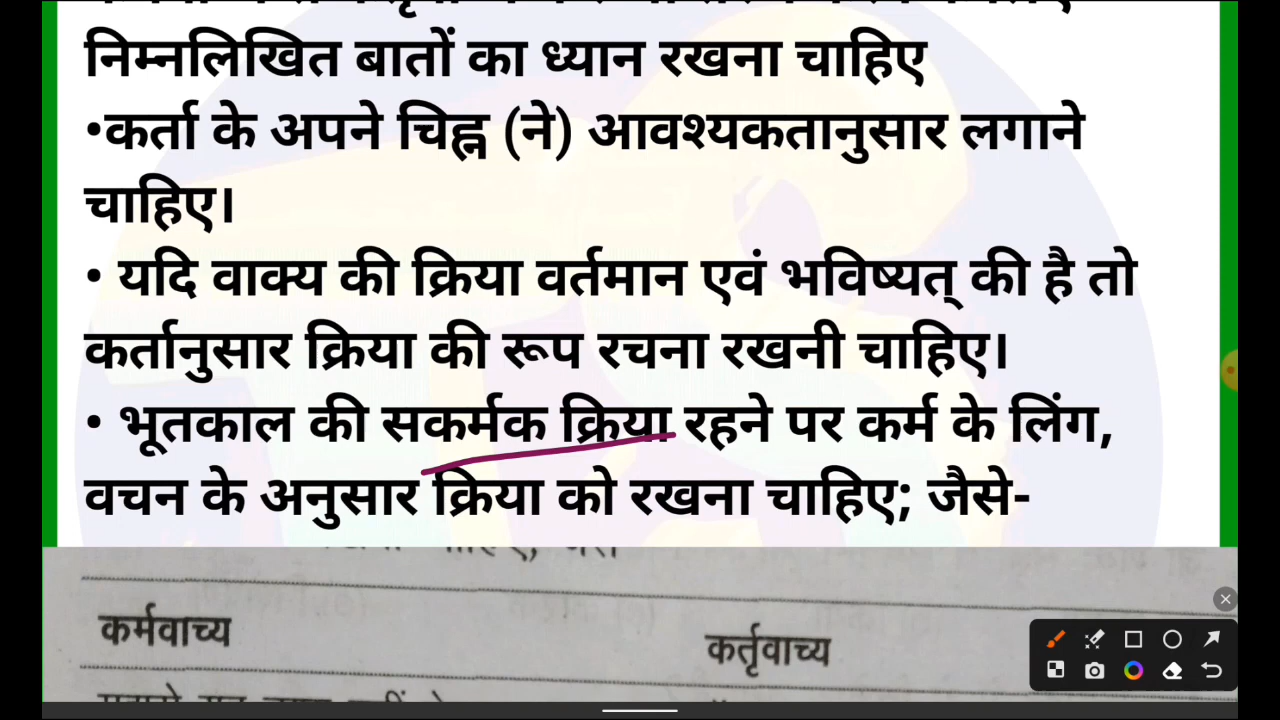 निम्नलिखित बातों का ध्यान रखना चाहिए
•कर्ता के अपने चिह्न (ने) आवश्यकतानुसार लगाने
चाहिए।
• यदि वाक्य की क्रिया वर्तमान एवं भविष्यत् की है तो
कर्तानुसार क्रिया की रूप रचना रखनी चाहिए।
• भूतकाल की सकर्मक क्रिया रहने पर कर्म के लिंग,
वचन के अनुसार क्रिया को रखना चाहिए; जैसे-
कर्मवाच्य
कर्तृवाच्य